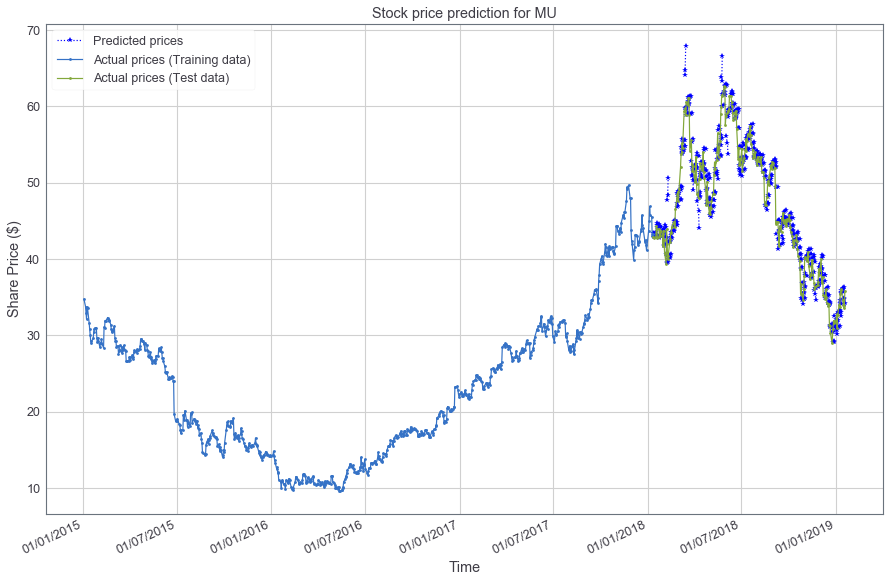 Stock price prediction for MU
Predicted prices
Actual prices (Training data)
Actual prices (Test data)
Share Price ($)
70
60
50
40
30
20
10
01/01/2015
01/07/2015
01/01/2016
01/07/2016
01/01/2017
01/07/2017
01/01/2018
01/07/2018
01/01/2019
Time